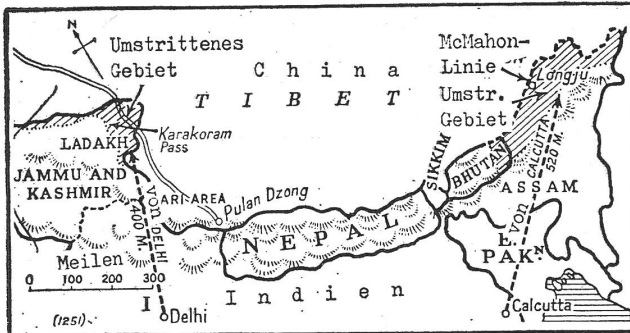 N
Umstrittenes
Gebiet
China
TIBET
McMahon-
Linie
Longju
Umstr.
Gebiet
Karakoram
Pass
LADAKH
JAMMU AND
KASHMIR
ARI AREA
Pulan Dzong
von DELHI
400 M.
NEPAL
SIKKIM
BHUTAN
ASSAM
von CALCUTTA
520 M.
E.
PAKN
Meilen
0 100 200 300
Indien
Delhi
Calcutta
(1251)